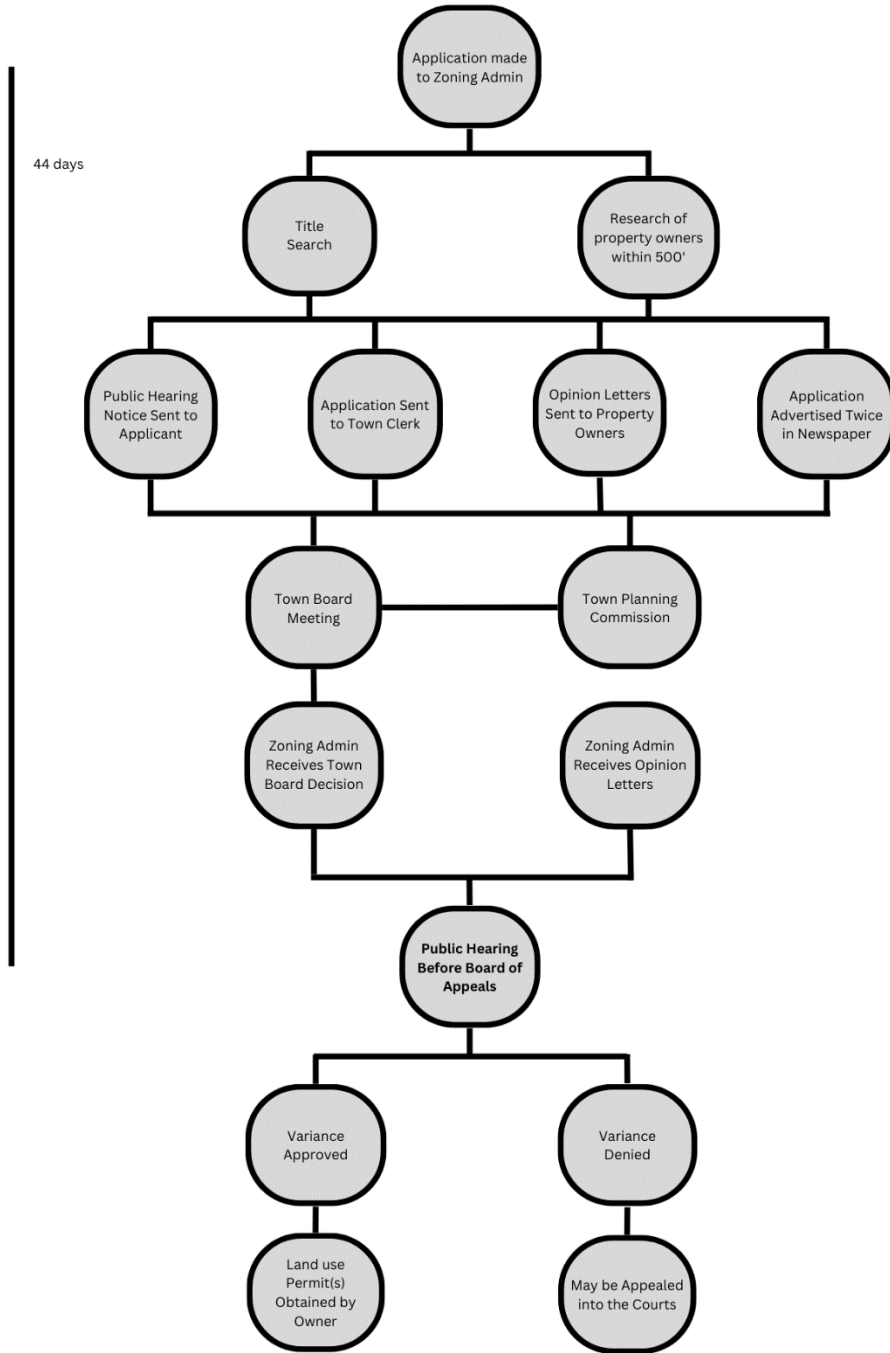 Application made
to Zoning Admin
44 days
Title
Search
Research of
property owners
within 500'
Public Hearing
Notice Sent to
Applicant
Application Sent
to Town Clerk
Opinion Letters
Sent to Property
Owners
Application
Advertised Twice
in Newspaper
Town Board
Meeting
Town Planning
Commission
Zoning Admin
Receives Town
Board Decision
Zoning Admin
Receives Opinion
Letters
Public Hearing
Before Board of
Appeals
Variance
Approved
Variance
Denied
Land use
Permit(s)
Obtained by
Owner
May be Appealed
into the Courts